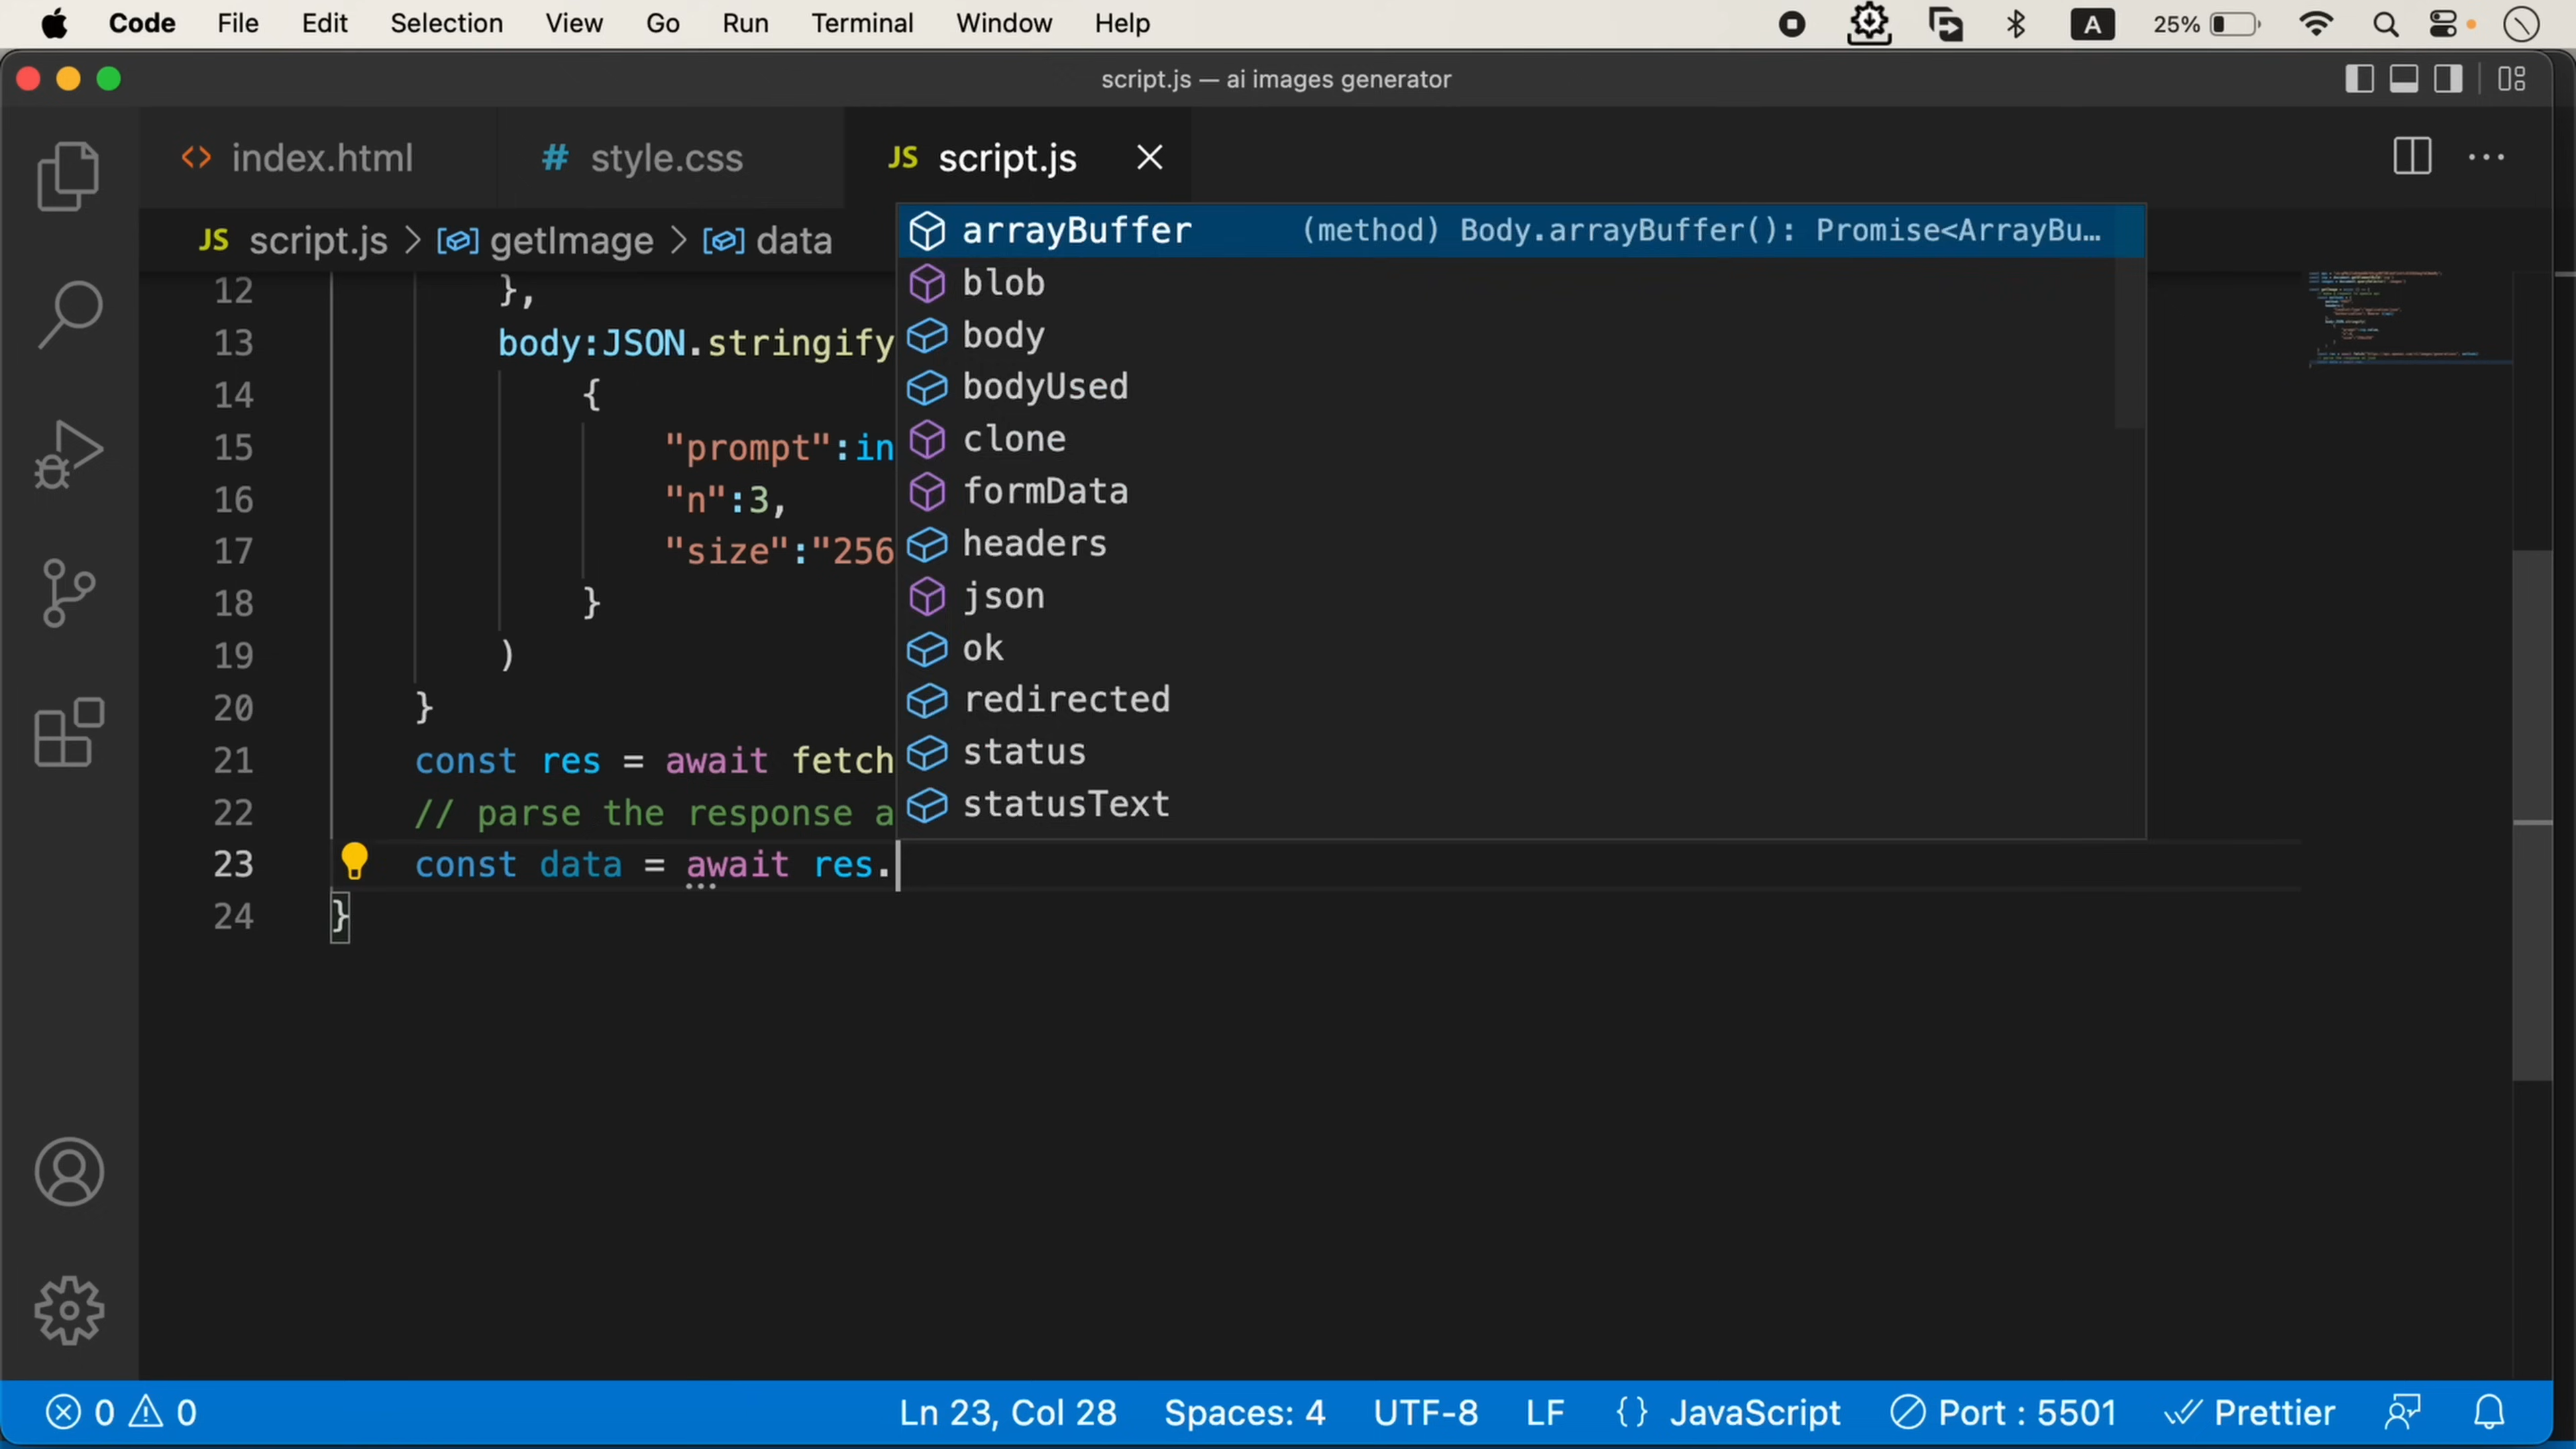 Code File Edit Selection View Go Run Terminal Window Help A 25%
script.js — ai images generator
index.html # style.css JS script.js
JS script.js > getImage > data
arrayBuffer (method) Body.arrayBuffer(): Promise<ArrayBu…
blob
body
bodyUsed
clone
formData
headers
json
ok
redirected
status
statusText
12 },
13 body:JSON.stringify
14 {
15 "prompt":in
16 "n":3,
17 "size":"256
18 }
19 )
20 }
21 const res = await fetch
22 // parse the response a
23 const data = await res.
24 }
0 0 Ln 23, Col 28 Spaces: 4 UTF-8 LF {} JavaScript Port : 5501 Prettier